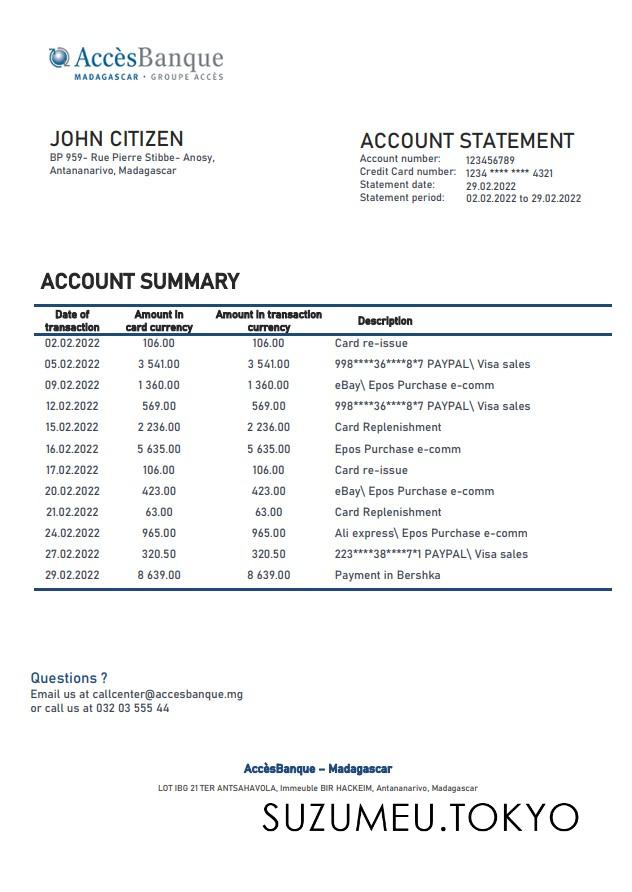 AccèsBanque
MADAGASCAR · GROUPE ACCÈS
JOHN CITIZEN
BP 959- Rue Pierre Stibbe- Anosy,
Antananarivo, Madagascar
ACCOUNT STATEMENT
Account number: 123456789
Credit Card number: 1234 **** **** 4321
Statement date: 29.02.2022
Statement period: 02.02.2022 to 29.02.2022
ACCOUNT SUMMARY
Date of transaction Amount in card currency Amount in transaction currency Description
02.02.2022 106.00 106.00 Card re-issue
05.02.2022 3 541.00 3 541.00 998****36****8*7 PAYPAL\ Visa sales
09.02.2022 1 360.00 1 360.00 eBay\ Epos Purchase e-comm
12.02.2022 569.00 569.00 998****36****8*7 PAYPAL\ Visa sales
15.02.2022 2 236.00 2 236.00 Card Replenishment
16.02.2022 5 635.00 5 635.00 Epos Purchase e-comm
17.02.2022 106.00 106.00 Card re-issue
20.02.2022 423.00 423.00 eBay\ Epos Purchase e-comm
21.02.2022 63.00 63.00 Card Replenishment
24.02.2022 965.00 965.00 Ali express\ Epos Purchase e-comm
27.02.2022 320.50 320.50 223****38****7*1 PAYPAL\ Visa sales
29.02.2022 8 639.00 8 639.00 Payment in Bershka
Questions ?
Email us at callcenter@accesbanque.mg
or call us at 032 03 555 44
AccèsBanque – Madagascar
LOT IBG 21 TER ANTSAHAVOLA, Immeuble BIR HACKEIM, Antananarivo, Madagascar
SUZUMEU.TOKYO